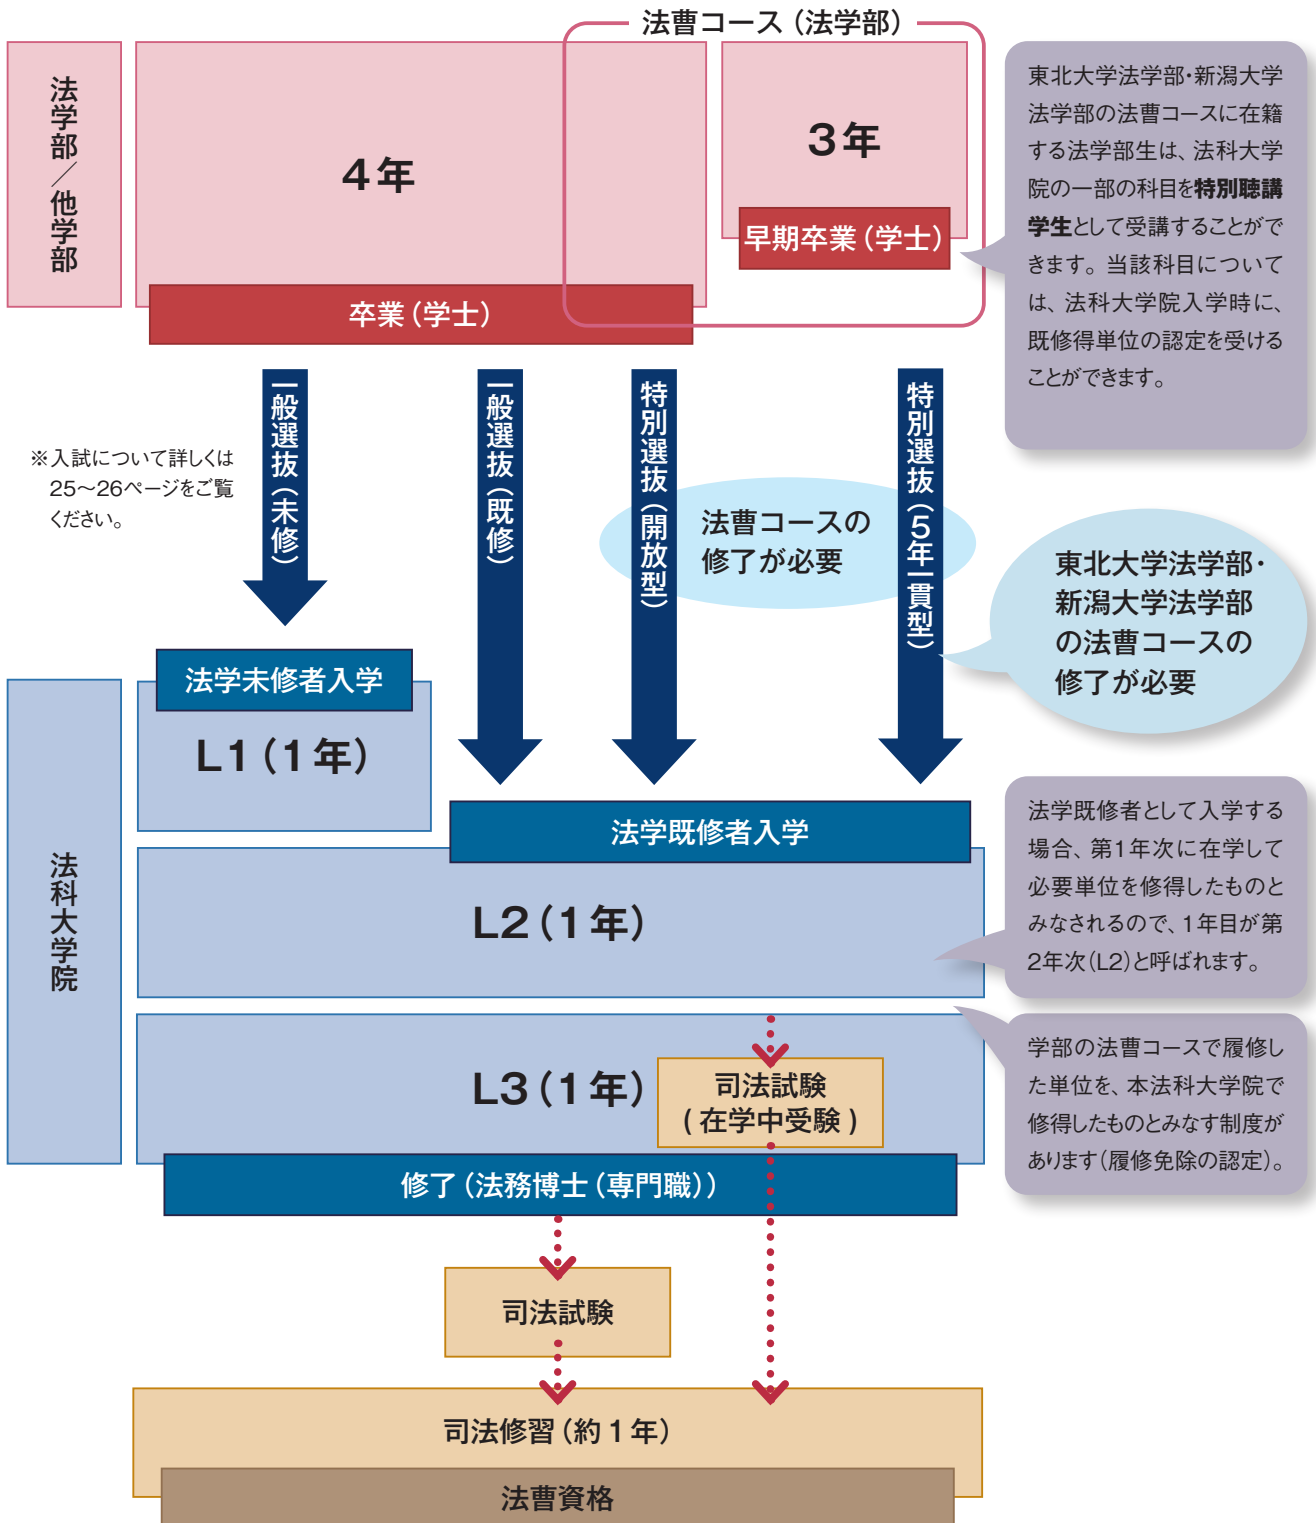 法曹コース（法学部）
法学部／他学部
4年
3年
早期卒業（学士）
卒業（学士）
東北大学法学部・新潟大学
法学部の法曹コースに在籍
する法学部生は、法科大学
院の一部の科目を特別聴講
学生として受講することがで
きます。当該科目について
は、法科大学院入学時に、
既修得単位の認定を受ける
ことができます。
一般選抜（未修）
一般選抜（既修）
特別選抜（開放型）
特別選抜（5年一貫型）
※入試について詳しくは
25～26ページをご覧
ください。
法曹コースの
修了が必要
東北大学法学部・
新潟大学法学部
の法曹コースの
修了が必要
法科大学院
法学未修者入学
L1（1年）
法学既修者入学
L2（1年）
法学既修者として入学する
場合、第1年次に在学して
必要単位を修得したものと
みなされるので、1年目が第
2年次（L2）と呼ばれます。
L3（1年）
司法試験
(在学中受験)
学部の法曹コースで履修し
た単位を、本法科大学院で
修得したものとみなす制度が
あります（履修免除の認定）。
修了（法務博士（専門職））
司法試験
司法修習（約1年）
法曹資格